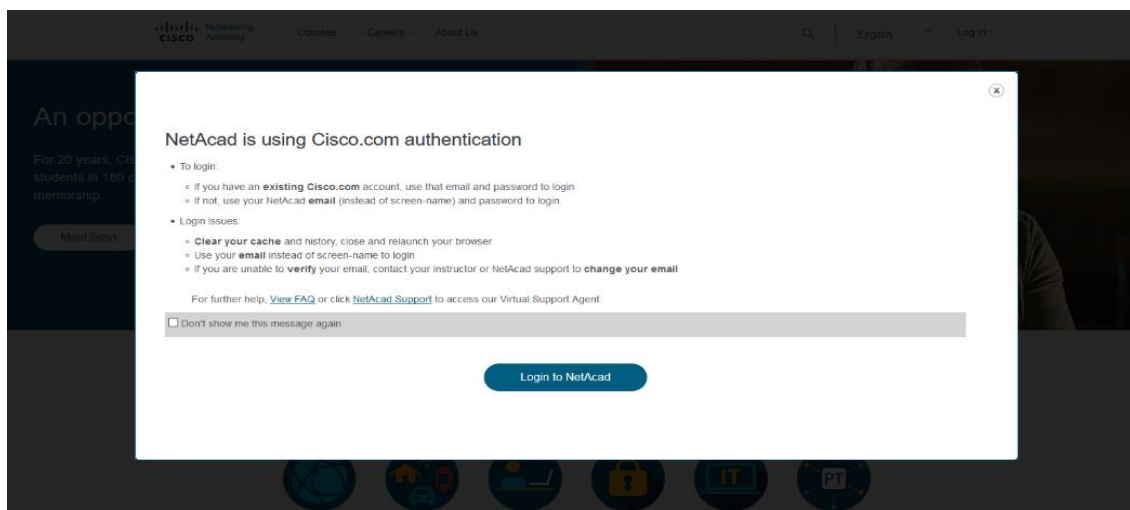 Networking
CISCO Academy
Courses
Careers
About Us
English
Log In
An oppo
For 20 years, Cis
students in 180 c
mentorship.
Meet Soso
NetAcad is using Cisco.com authentication
• To login:
If you have an existing Cisco.com account, use that email and password to login
If not, use your NetAcad email (instead of screen-name) and password to login
• Login Issues:
Clear your cache and history, close and relaunch your browser
Use your email instead of screen-name to login
If you are unable to verify your email, contact your instructor or NetAcad support to change your email
For further help, View FAQ or click NetAcad Support to access our Virtual Support Agent.
Don't show me this message again
Login to NetAcad
IT
PT